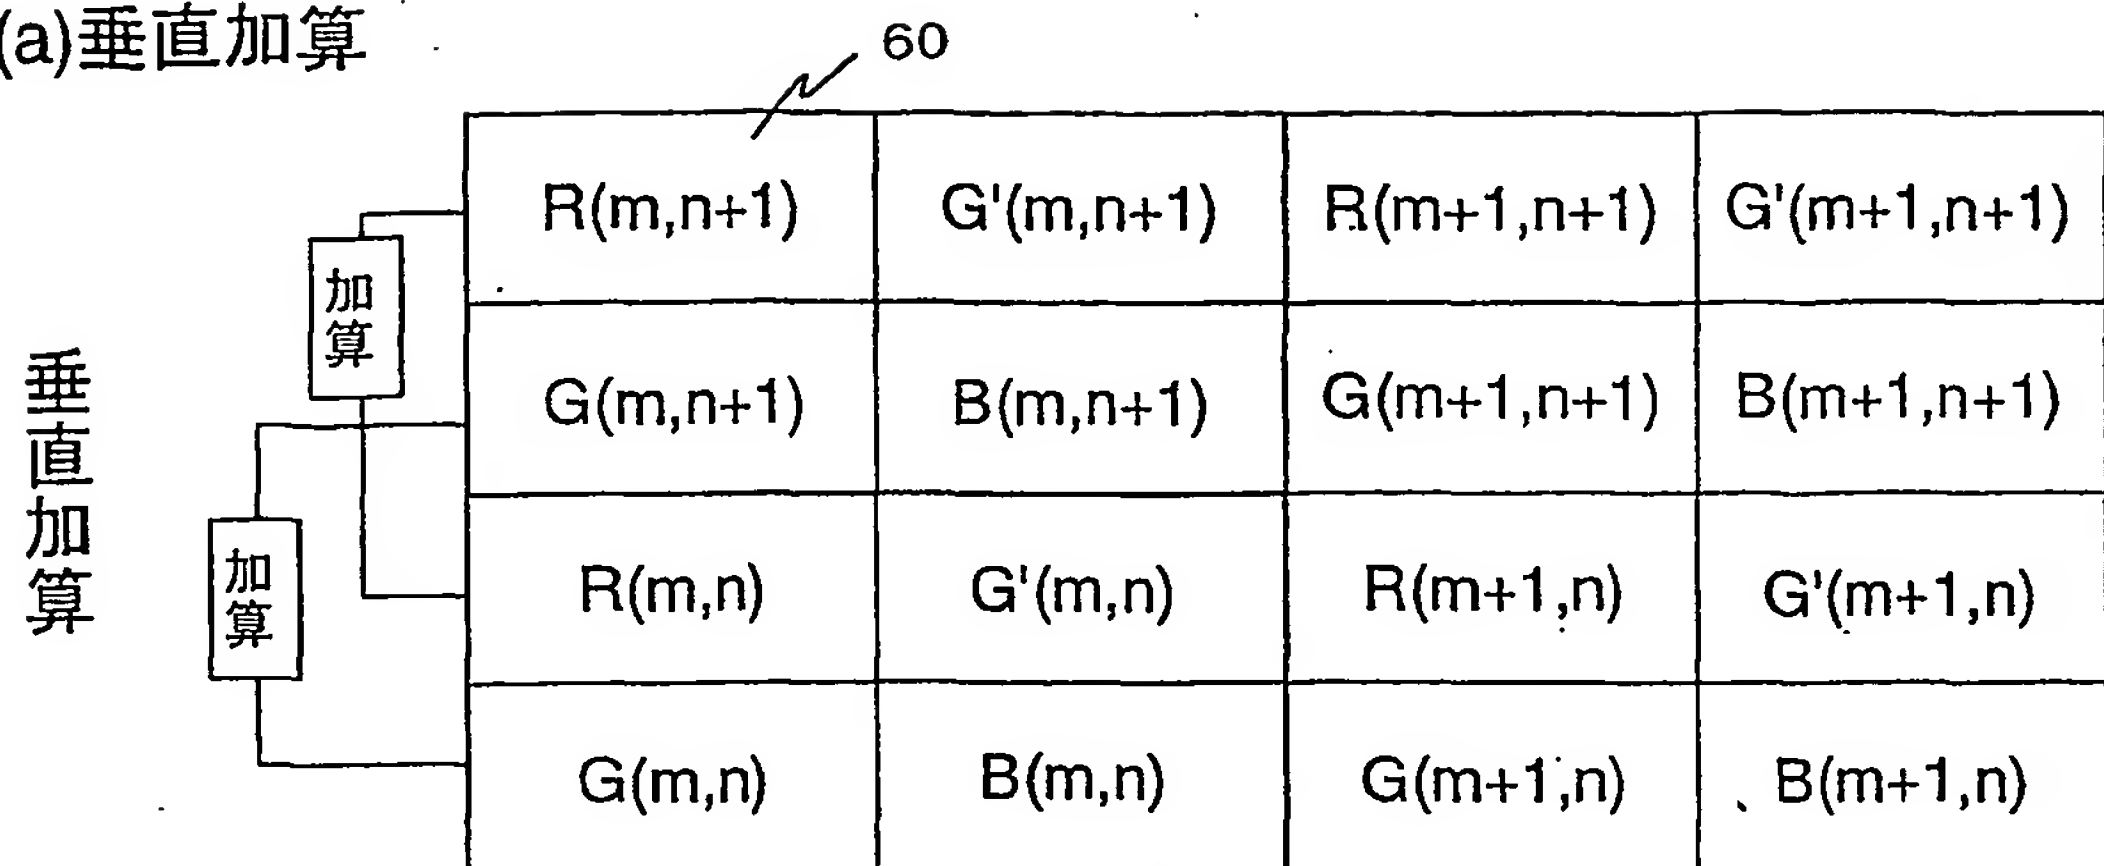 (a)垂直加算
60
R(m,n+1) G'(m,n+1) R(m+1,n+1) G'(m+1,n+1)
加算
G(m,n+1) B(m,n+1) G(m+1,n+1) B(m+1,n+1)
垂直加算
加算
R(m,n) G'(m,n) R(m+1,n) G'(m+1,n)
G(m,n) B(m,n) G(m+1,n) B(m+1,n)